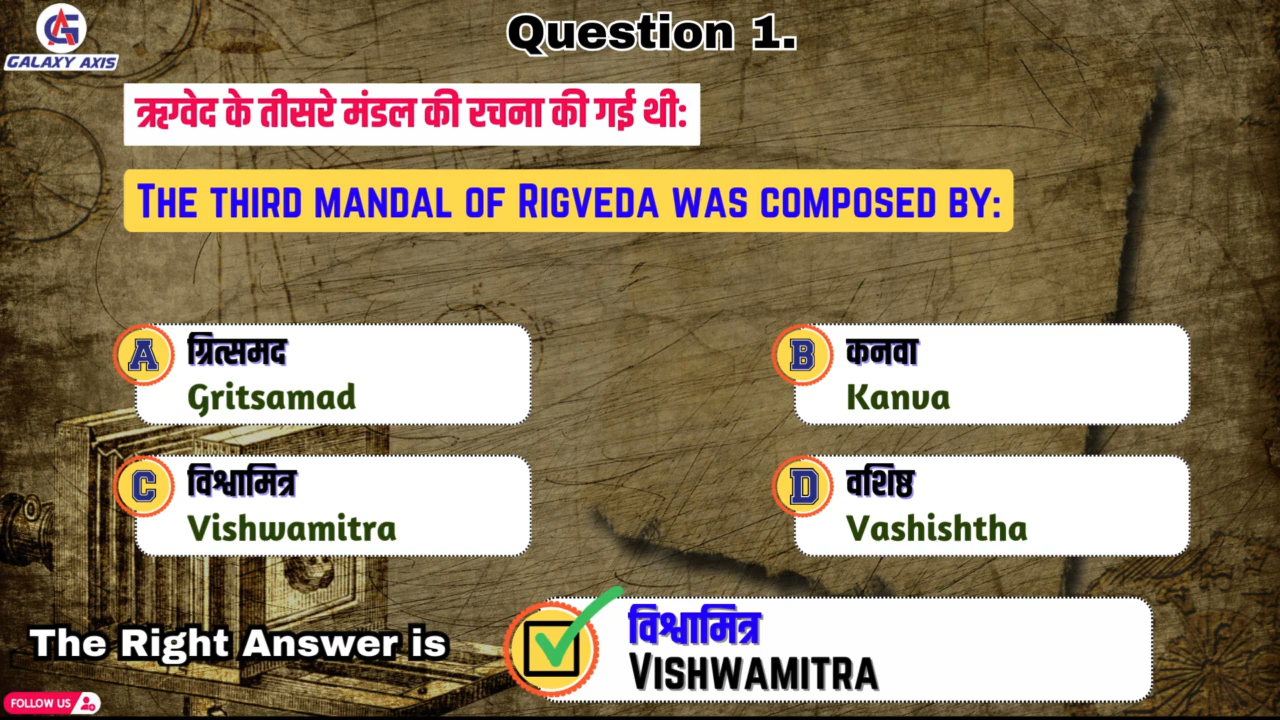 GALAXY AXIS
Question 1.
ऋग्वेद के तीसरे मंडल की रचना की गई थी:
The third mandal of Rigveda was composed by:
A
ग्रित्समद
Gritsamad
B
कनवा
Kanva
C
विश्वामित्र
Vishwamitra
D
वशिष्ठ
Vashishtha
The Right Answer is
विश्वामित्र
Vishwamitra
FOLLOW US